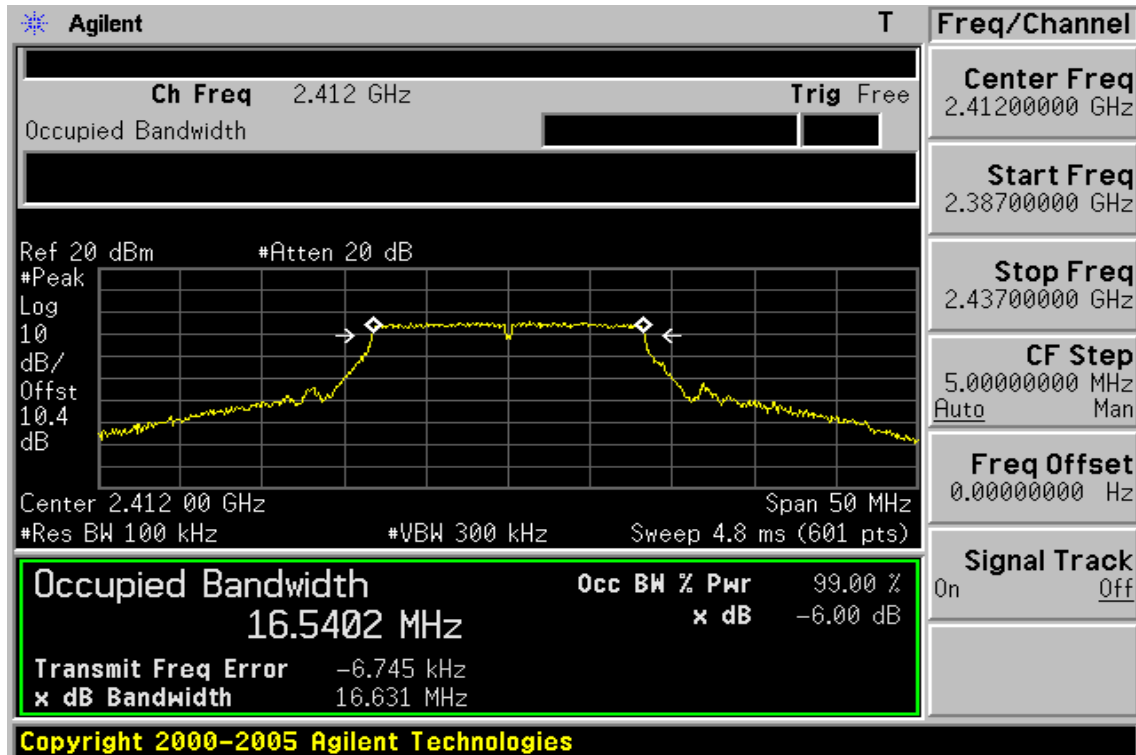 Agilent T
Freq/Channel
Ch Freq 2.412 GHz Trig Free
Occupied Bandwidth
Center Freq
2.41200000 GHz
Start Freq
2.38700000 GHz
Stop Freq
2.43700000 GHz
CF Step
5.00000000 MHz
Auto Man
Freq Offset
0.00000000 Hz
Signal Track
On Off
Ref 20 dBm #Atten 20 dB
#Peak
Log
10
dB/
Offst
10.4
dB
Center 2.412 00 GHz Span 50 MHz
#Res BW 100 kHz #VBW 300 kHz Sweep 4.8 ms (601 pts)
Occupied Bandwidth Occ BW % Pwr 99.00 %
16.5402 MHz x dB -6.00 dB
Transmit Freq Error -6.745 kHz
x dB Bandwidth 16.631 MHz
Copyright 2000-2005 Agilent Technologies